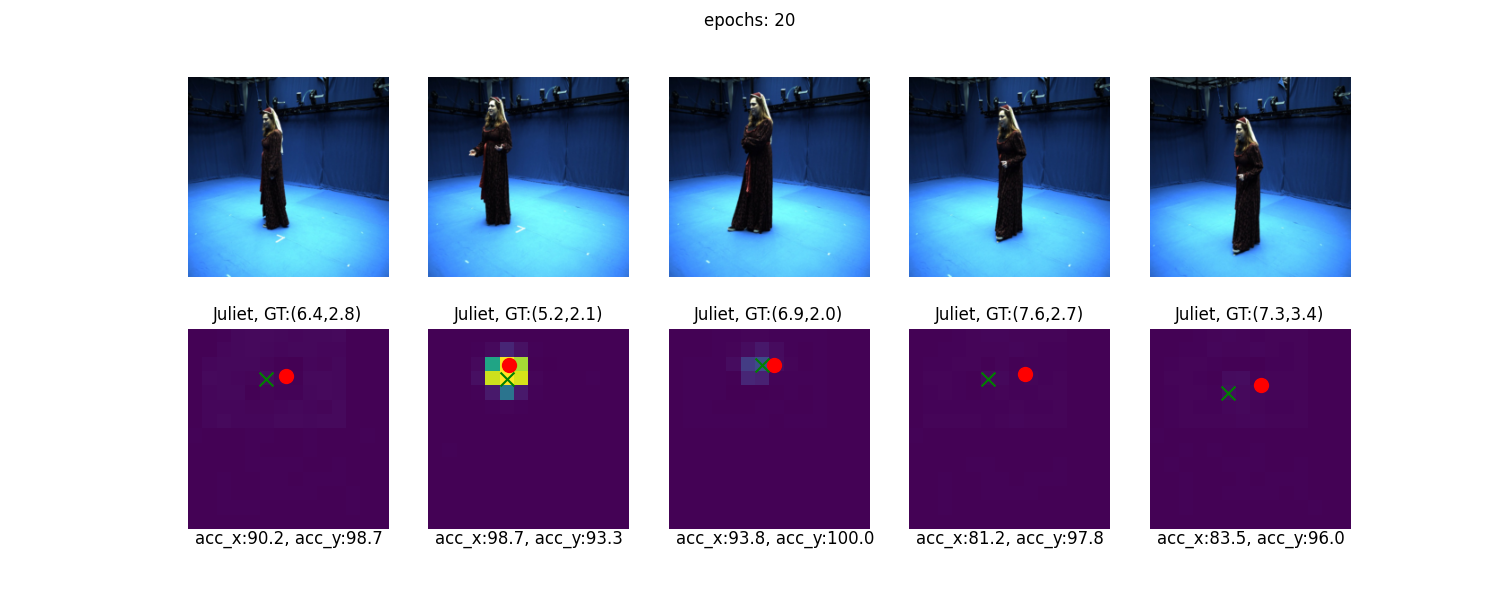 epochs: 20
Juliet, GT:(6.4,2.8)
Juliet, GT:(5.2,2.1)
Juliet, GT:(6.9,2.0)
Juliet, GT:(7.6,2.7)
Juliet, GT:(7.3,3.4)
acc_x:90.2, acc_y:98.7
acc_x:98.7, acc_y:93.3
acc_x:93.8, acc_y:100.0
acc_x:81.2, acc_y:97.8
acc_x:83.5, acc_y:96.0